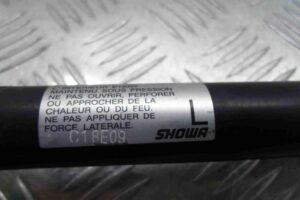 MAINTENU SOUS PRESSION
NE PAS OUVRIR, PERFORER
OU APPROCHER DE LA
CHALEUR OU DU FEU.
NE PAS APPLIQUER DE
FORCE LATERALE.
C1PE09
L
SHOWA